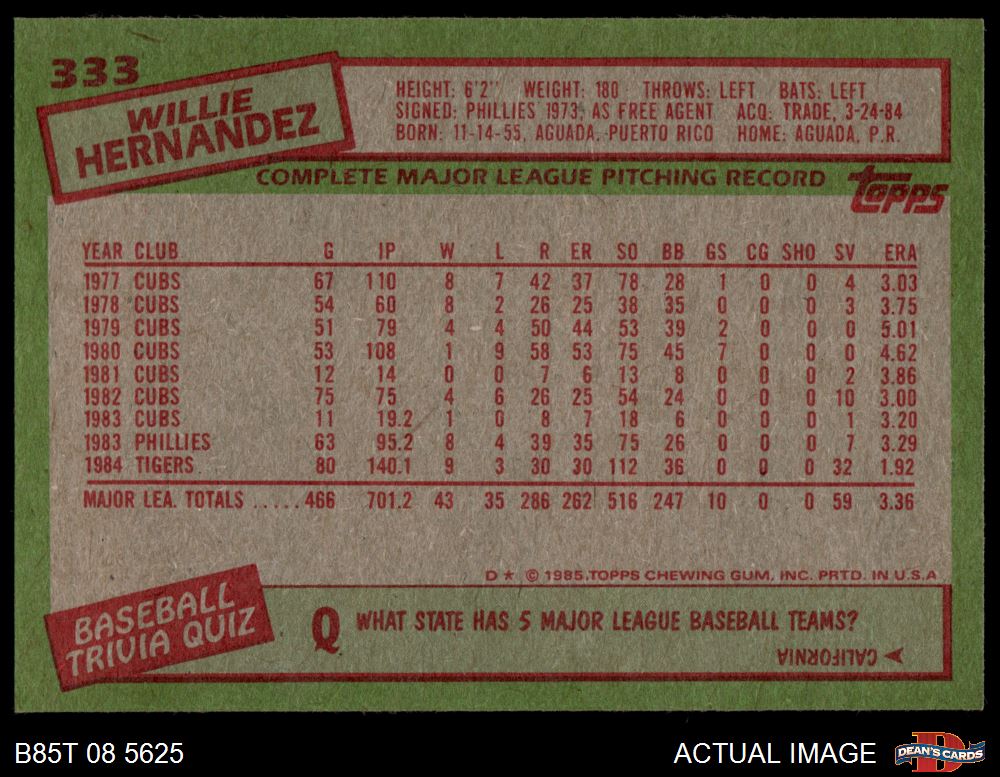 333
WILLIE
HERNANDEZ
HEIGHT: 6'2" WEIGHT: 180 THROWS: LEFT BATS: LEFT
SIGNED: PHILLIES 1973, AS FREE AGENT ACQ: TRADE, 3-24-84
BORN: 11-14-55, AGUADA, PUERTO RICO HOME: AGUADA, P.R.
COMPLETE MAJOR LEAGUE PITCHING RECORD
topps
YEAR CLUB G IP W L R ER SO BB GS CG SHO SV ERA
1977 CUBS 67 110 8 7 42 37 78 28 1 0 0 4 3.03
1978 CUBS 54 60 8 2 26 25 38 35 0 0 0 3 3.75
1979 CUBS 51 79 4 4 50 44 53 39 2 0 0 0 5.01
1980 CUBS 53 108 1 9 58 53 75 45 7 0 0 0 4.62
1981 CUBS 12 14 0 0 7 6 13 8 0 0 0 2 3.86
1982 CUBS 75 75 4 6 26 25 54 24 0 0 0 10 3.00
1983 CUBS 11 19.2 1 0 8 7 18 6 0 0 0 1 3.20
1983 PHILLIES 63 95.2 8 4 39 35 75 26 0 0 0 7 3.29
1984 TIGERS 80 140.1 9 3 30 30 112 36 0 0 0 32 1.92
MAJOR LEA. TOTALS .....466 701.2 43 35 286 262 516 247 10 0 0 59 3.36
D★ © 1985 TOPPS CHEWING GUM, INC. PRTD. IN U.S.A
BASEBALL
TRIVIA QUIZ
Q WHAT STATE HAS 5 MAJOR LEAGUE BASEBALL TEAMS?
CALIFORNIA
B85T 08 5625
ACTUAL IMAGE
D
DEAN'S CARDS